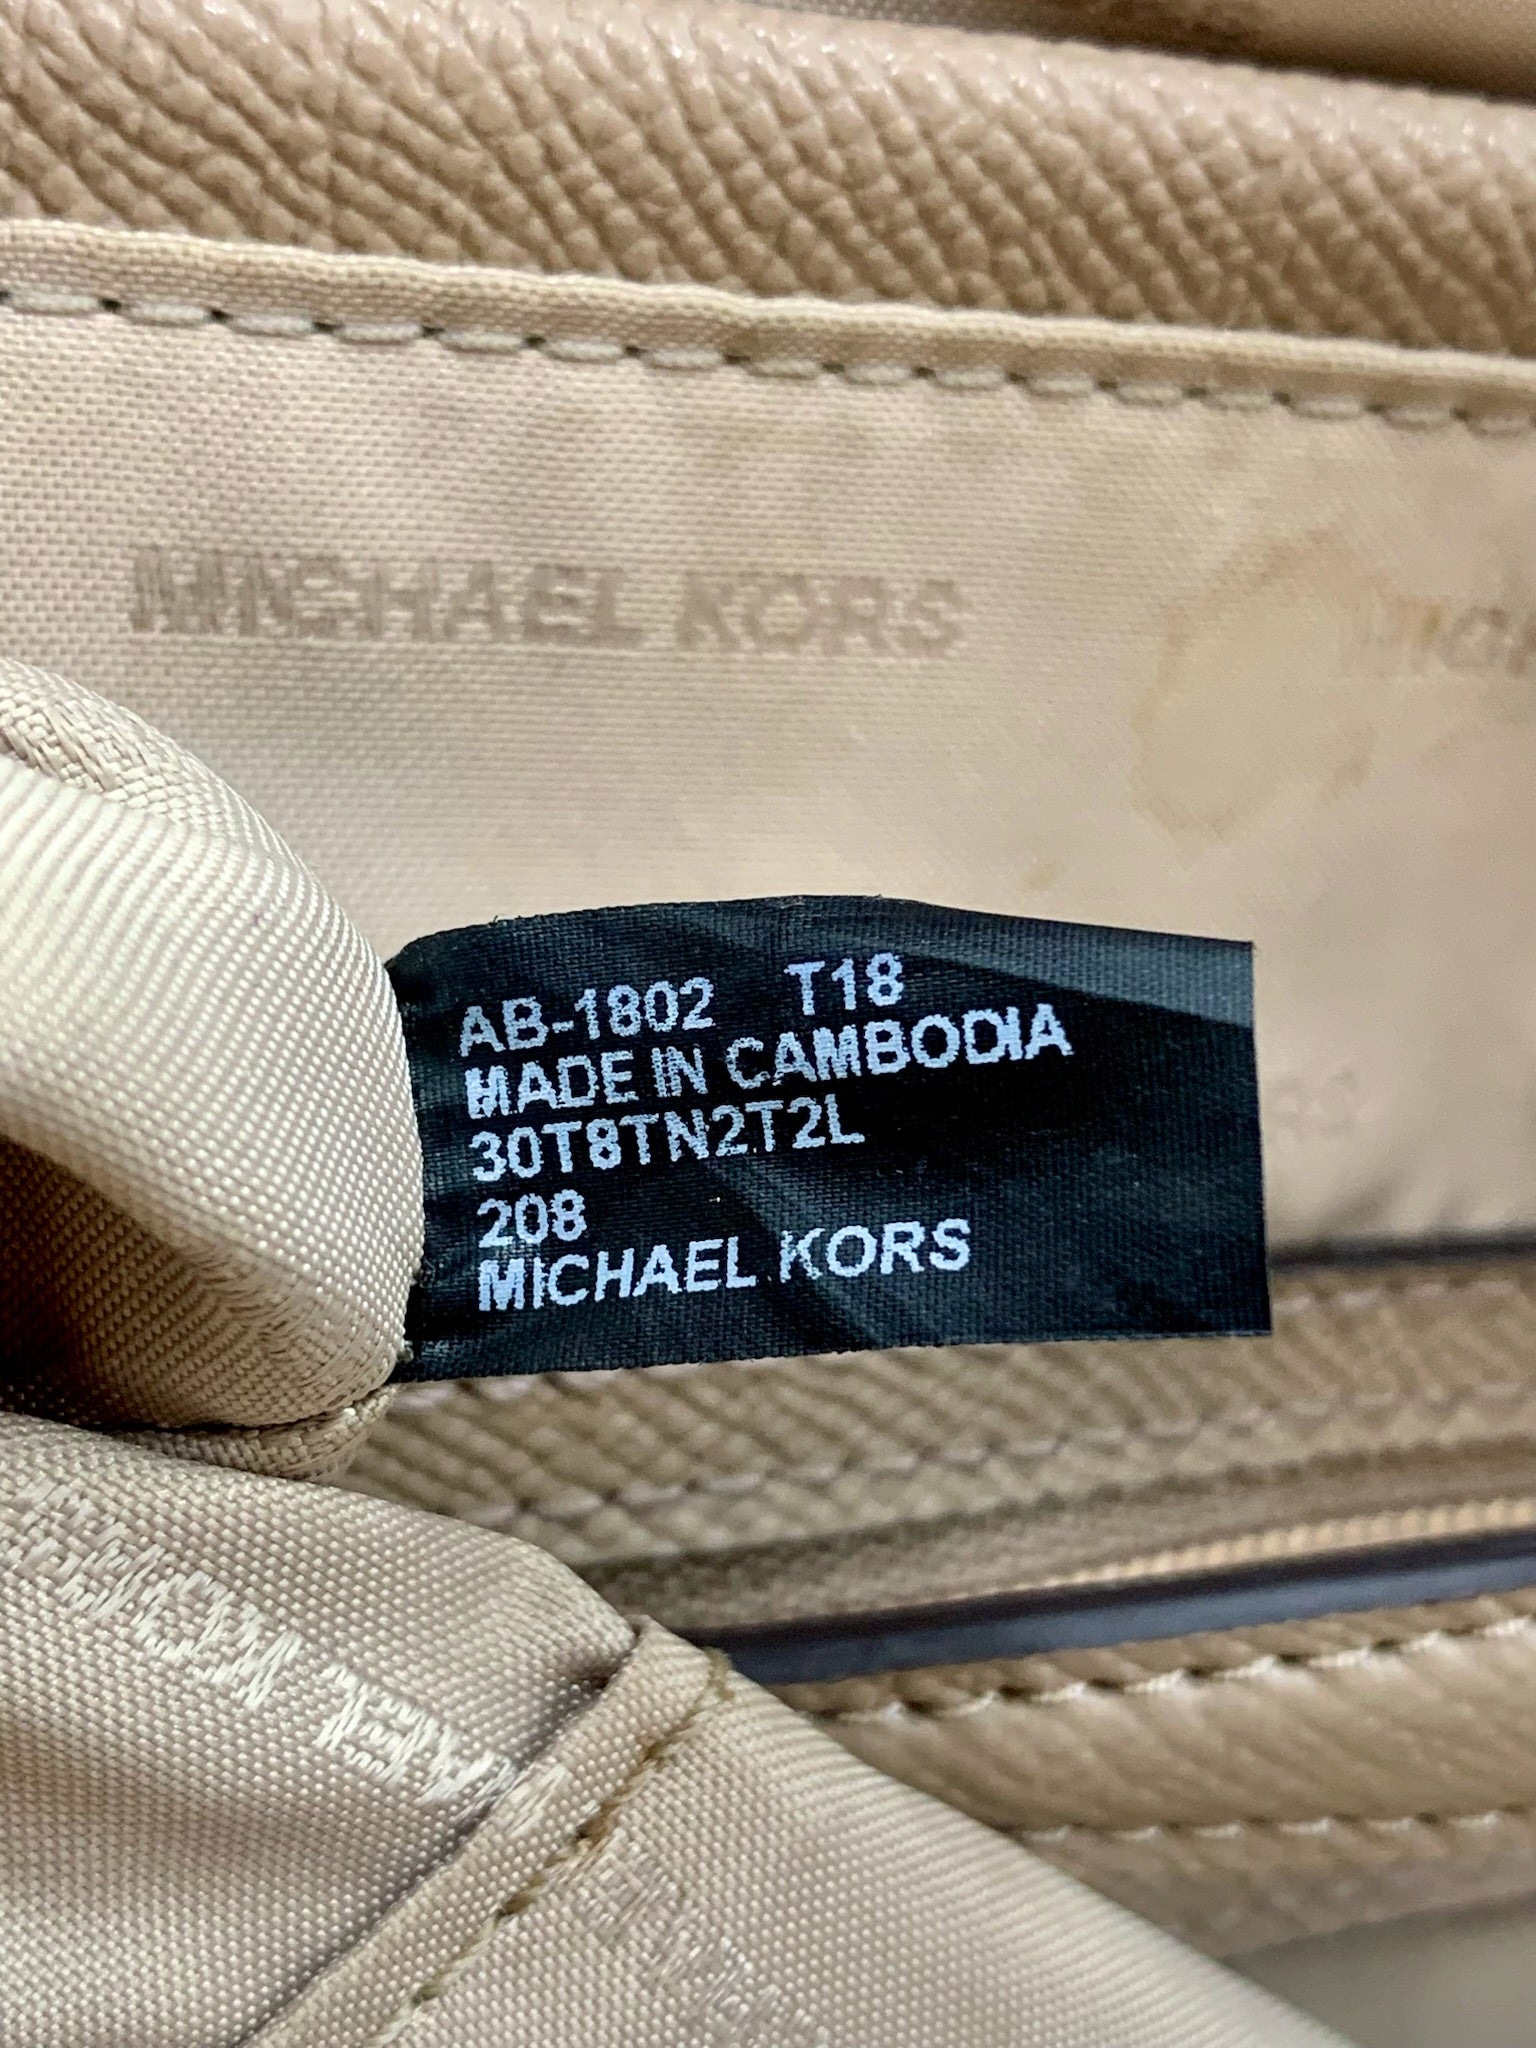 MICHAEL KORS
AB-1802 T18
MADE IN CAMBODIA
30T8TN2T2L
208
MICHAEL KORS